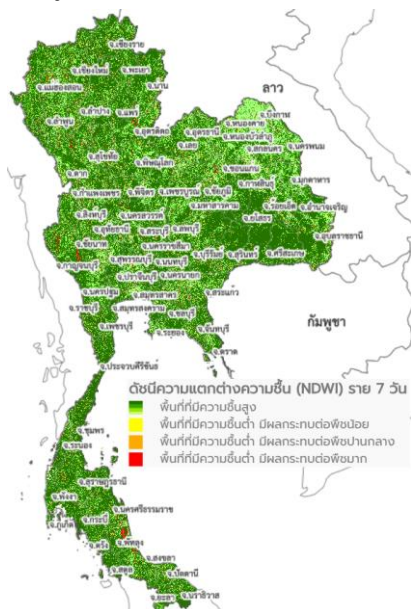 จ.เชียงราย
จ.เชียงใหม่ จ.พะเยา
จ.แม่ฮ่องสอน จ.น่าน
จ.ลำปาง จ.แพร่
จ.ลำพูน
จ.อุตรดิตถ์
ลาว
จ.บึงกาฬ
จ.หนองคาย
จ.อุดรธานี จ.หนองบัวลำภู
จ.เลย จ.สกลนคร จ.นครพนม
จ.สุโขทัย จ.พิษณุโลก
จ.ขอนแก่น
จ.ตาก จ.กาฬสินธุ์ จ.มุกดาหาร
จ.กำแพงเพชร จ.พิจิตร จ.เพชรบูรณ์ จ.ชัยภูมิ
จ.มหาสารคาม จ.ร้อยเอ็ด จ.อำนาจเจริญ
จ.สิงห์บุรี จ.นครสวรรค์ จ.ยโสธร
จ.อุทัยธานี จ.สระบุรี จ.ลพบุรี
จ.อุบลราชธานี
จ.ชัยนาท จ.นครราชสีมา
จ.กาญจนบุรี จ.สุพรรณบุรี จ.นนทบุรี จ.บุรีรัมย์ จ.สุรินทร์ จ.ศรีสะเกษ
จ.ปราจีนบุรี จ.นครนายก
จ.นครปฐม จ.สมุทรสาคร จ.สระแก้ว
จ.ราชบุรี จ.สมุทรสงคราม จ.ชลบุรี
กัมพูชา
จ.เพชรบุรี จ.ระยอง จ.จันทบุรี
จ.ตราด
จ.ประจวบคีรีขันธ์
ดัชนีความแตกต่างความชื้น (NDWI) ราย 7 วัน
พื้นที่ที่มีความชื้นสูง
พื้นที่ที่มีความชื้นต่ำ มีผลกระทบต่อพืชน้อย
พื้นที่ที่มีความชื้นต่ำ มีผลกระทบต่อพืชปานกลาง
พื้นที่ที่มีความชื้นต่ำ มีผลกระทบต่อพืชมาก
จ.ชุมพร
จ.ระนอง
จ.สุราษฎร์ธานี
จ.พังงา
จ.นครศรีธรรมราช
จ.ภูเก็ต จ.กระบี่
จ.ตรัง จ.พัทลุง
จ.สงขลา
จ.สตูล จ.ปัตตานี
จ.ยะลา จ.นราธิวาส